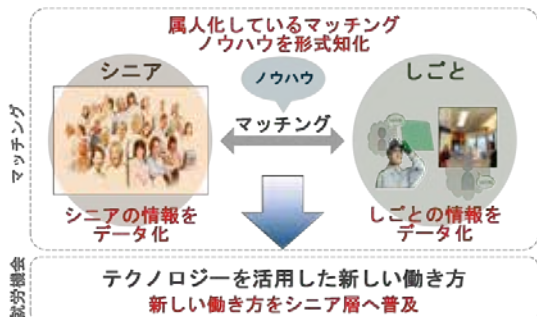 属人化しているマッチング
ノウハウを形式知化
シニア
ノウハウ
しごと
マッチング
マッチング
シニアの情報を
データ化
しごとの情報を
データ化
就労機会
テクノロジーを活用した新しい働き方
新しい働き方をシニア層へ普及